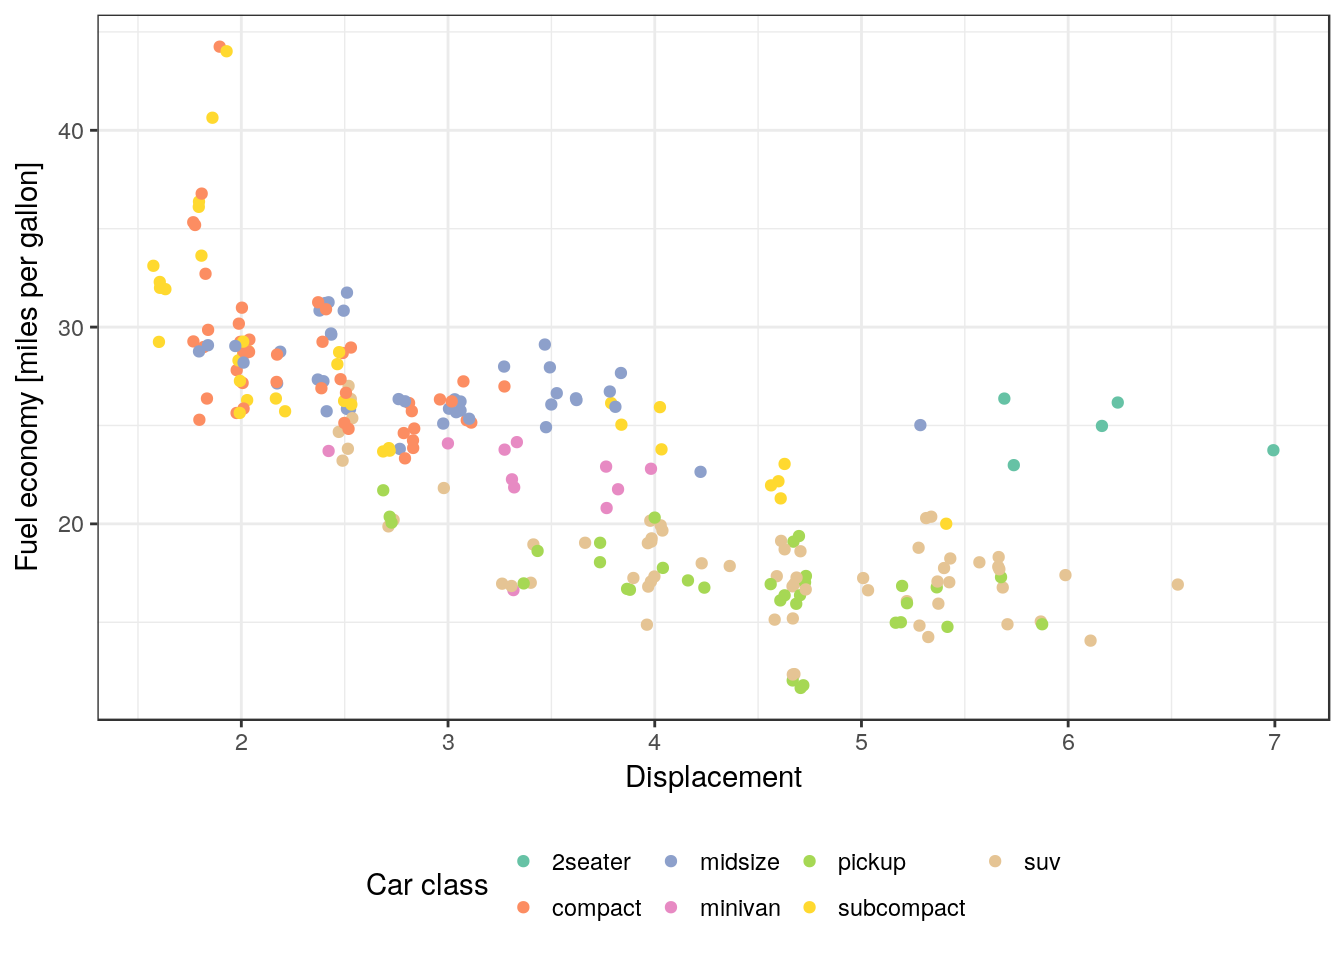 Fuel economy [miles per gallon]
40
30
20
2 3 4 5 6 7
Displacement
Car class
2seater midsize pickup suv
compact minivan subcompact